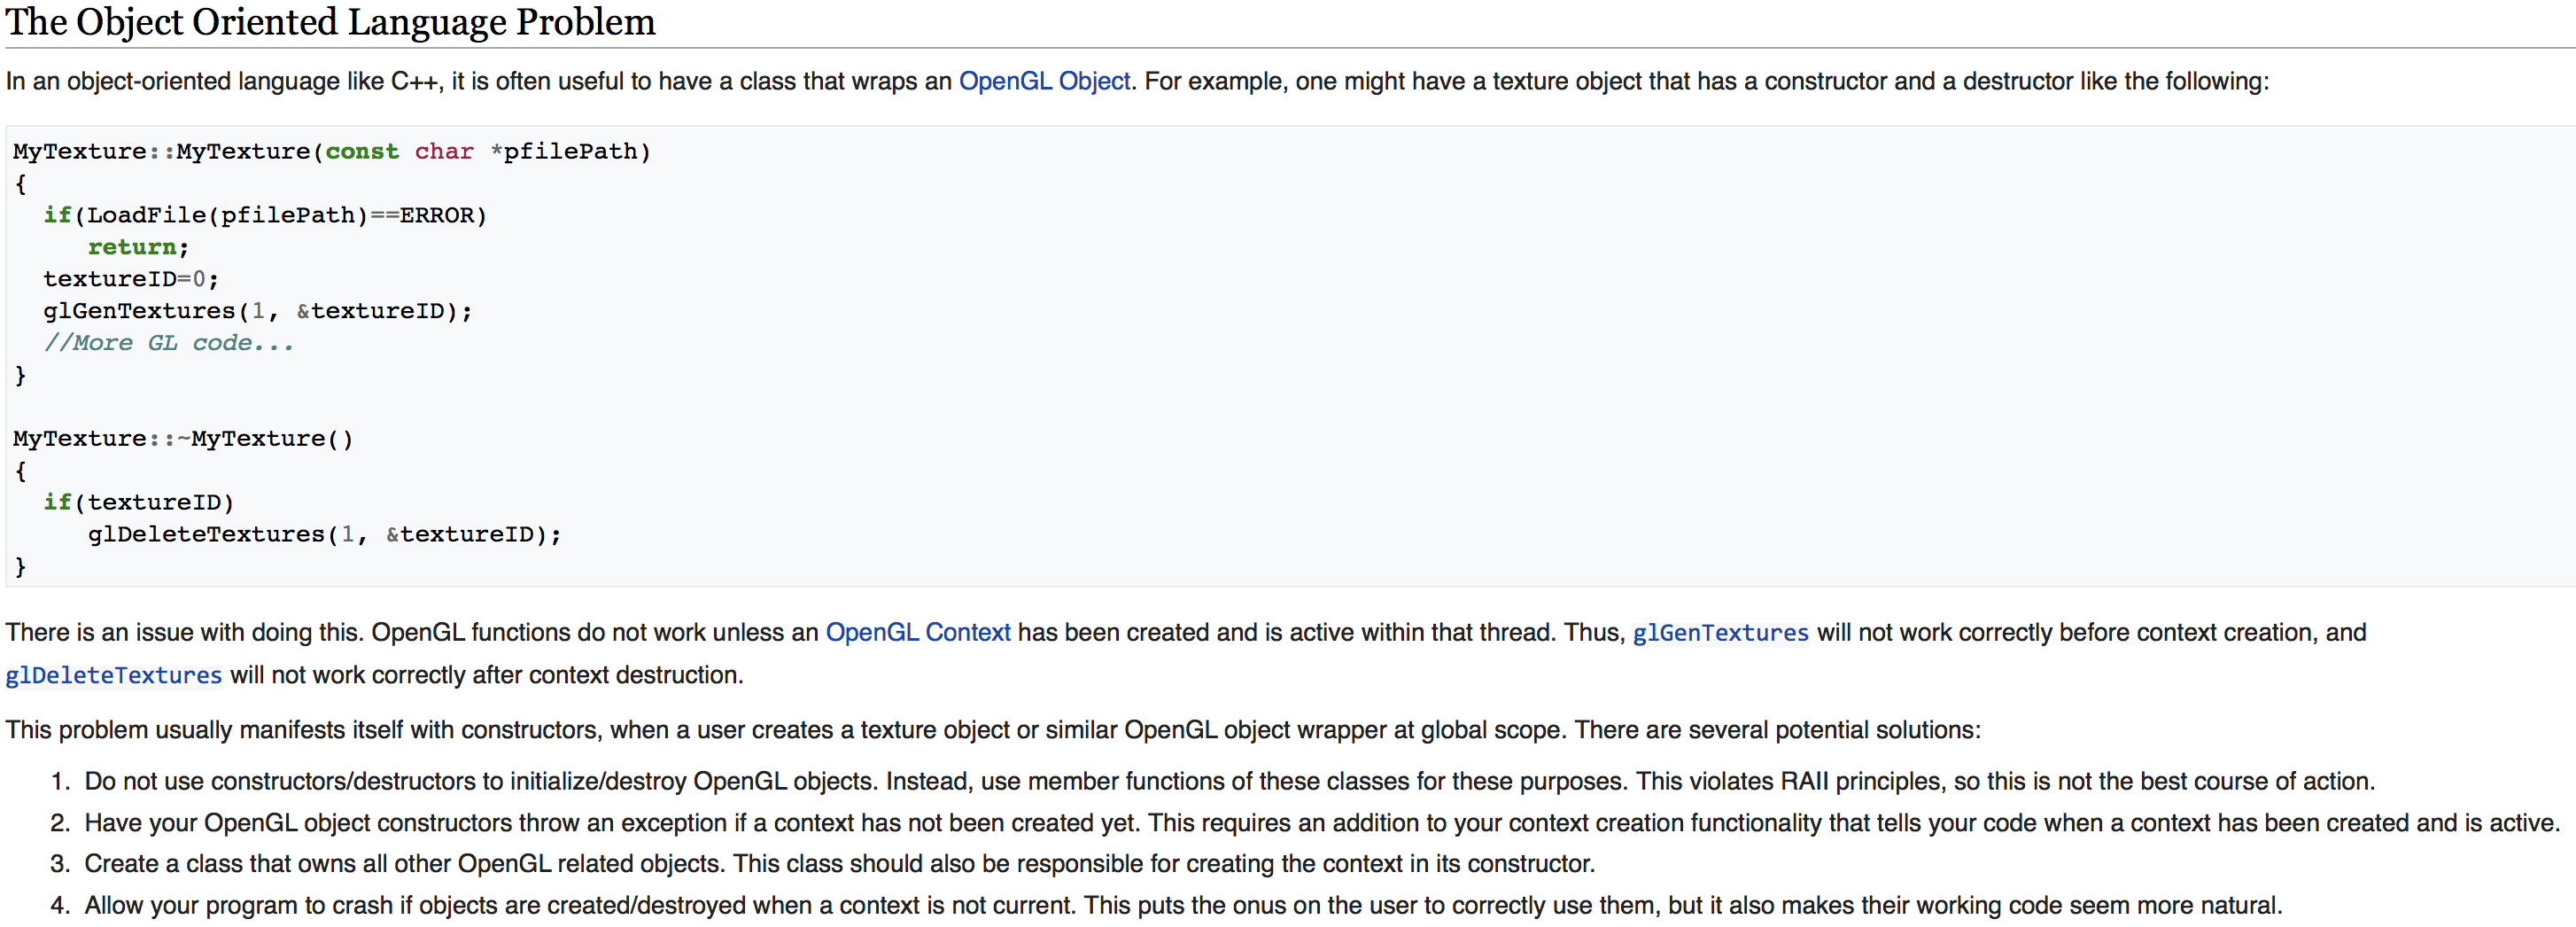 The Object Oriented Language Problem
In an object-oriented language like C++, it is often useful to have a class that wraps an OpenGL Object. For example, one might have a texture object that has a constructor and a destructor like the following:
MyTexture::MyTexture(const char *pfilePath)
{
  if(LoadFile(pfilePath)==ERROR)
     return;
  textureID=0;
  glGenTextures(1, &textureID);
  //More GL code...
}

MyTexture::~MyTexture()
{
  if(textureID)
     glDeleteTextures(1, &textureID);
}
There is an issue with doing this. OpenGL functions do not work unless an OpenGL Context has been created and is active within that thread. Thus, glGenTextures will not work correctly before context creation, and
glDeleteTextures will not work correctly after context destruction.
This problem usually manifests itself with constructors, when a user creates a texture object or similar OpenGL object wrapper at global scope. There are several potential solutions:
1. Do not use constructors/destructors to initialize/destroy OpenGL objects. Instead, use member functions of these classes for these purposes. This violates RAII principles, so this is not the best course of action.
2. Have your OpenGL object constructors throw an exception if a context has not been created yet. This requires an addition to your context creation functionality that tells your code when a context has been created and is active.
3. Create a class that owns all other OpenGL related objects. This class should also be responsible for creating the context in its constructor.
4. Allow your program to crash if objects are created/destroyed when a context is not current. This puts the onus on the user to correctly use them, but it also makes their working code seem more natural.